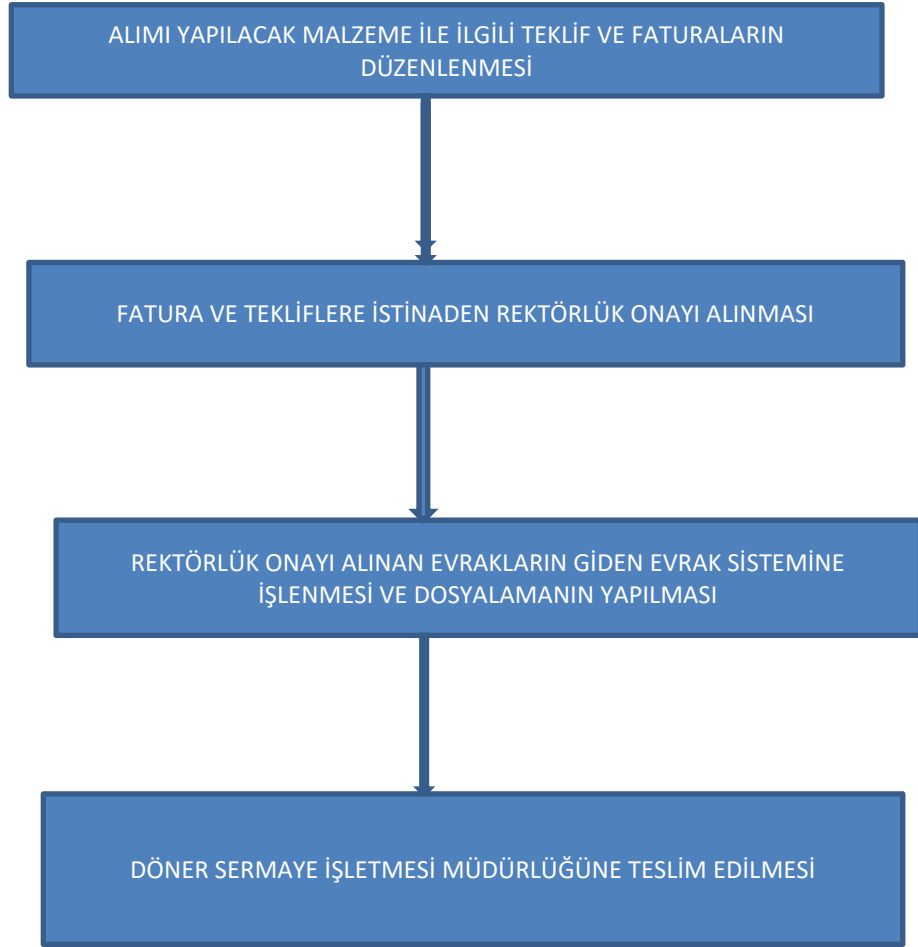 ALIMI YAPILACAK MALZEME İLE İLGİLİ TEKLİF VE FATURALARIN
DÜZENLENMESİ
FATURA VE TEKLİFLERE İSTİNADEN REKTÖRLÜK ONAYI ALINMASI
REKTÖRLÜK ONAYI ALINAN EVRAKLARIN GİDEN EVRAK SİSTEMİNE
İŞLENMESİ VE DOSYALAMANIN YAPILMASI
DÖNER SERMAYE İŞLETMESİ MÜDÜRLÜĞÜNE TESLİM EDİLMESİ